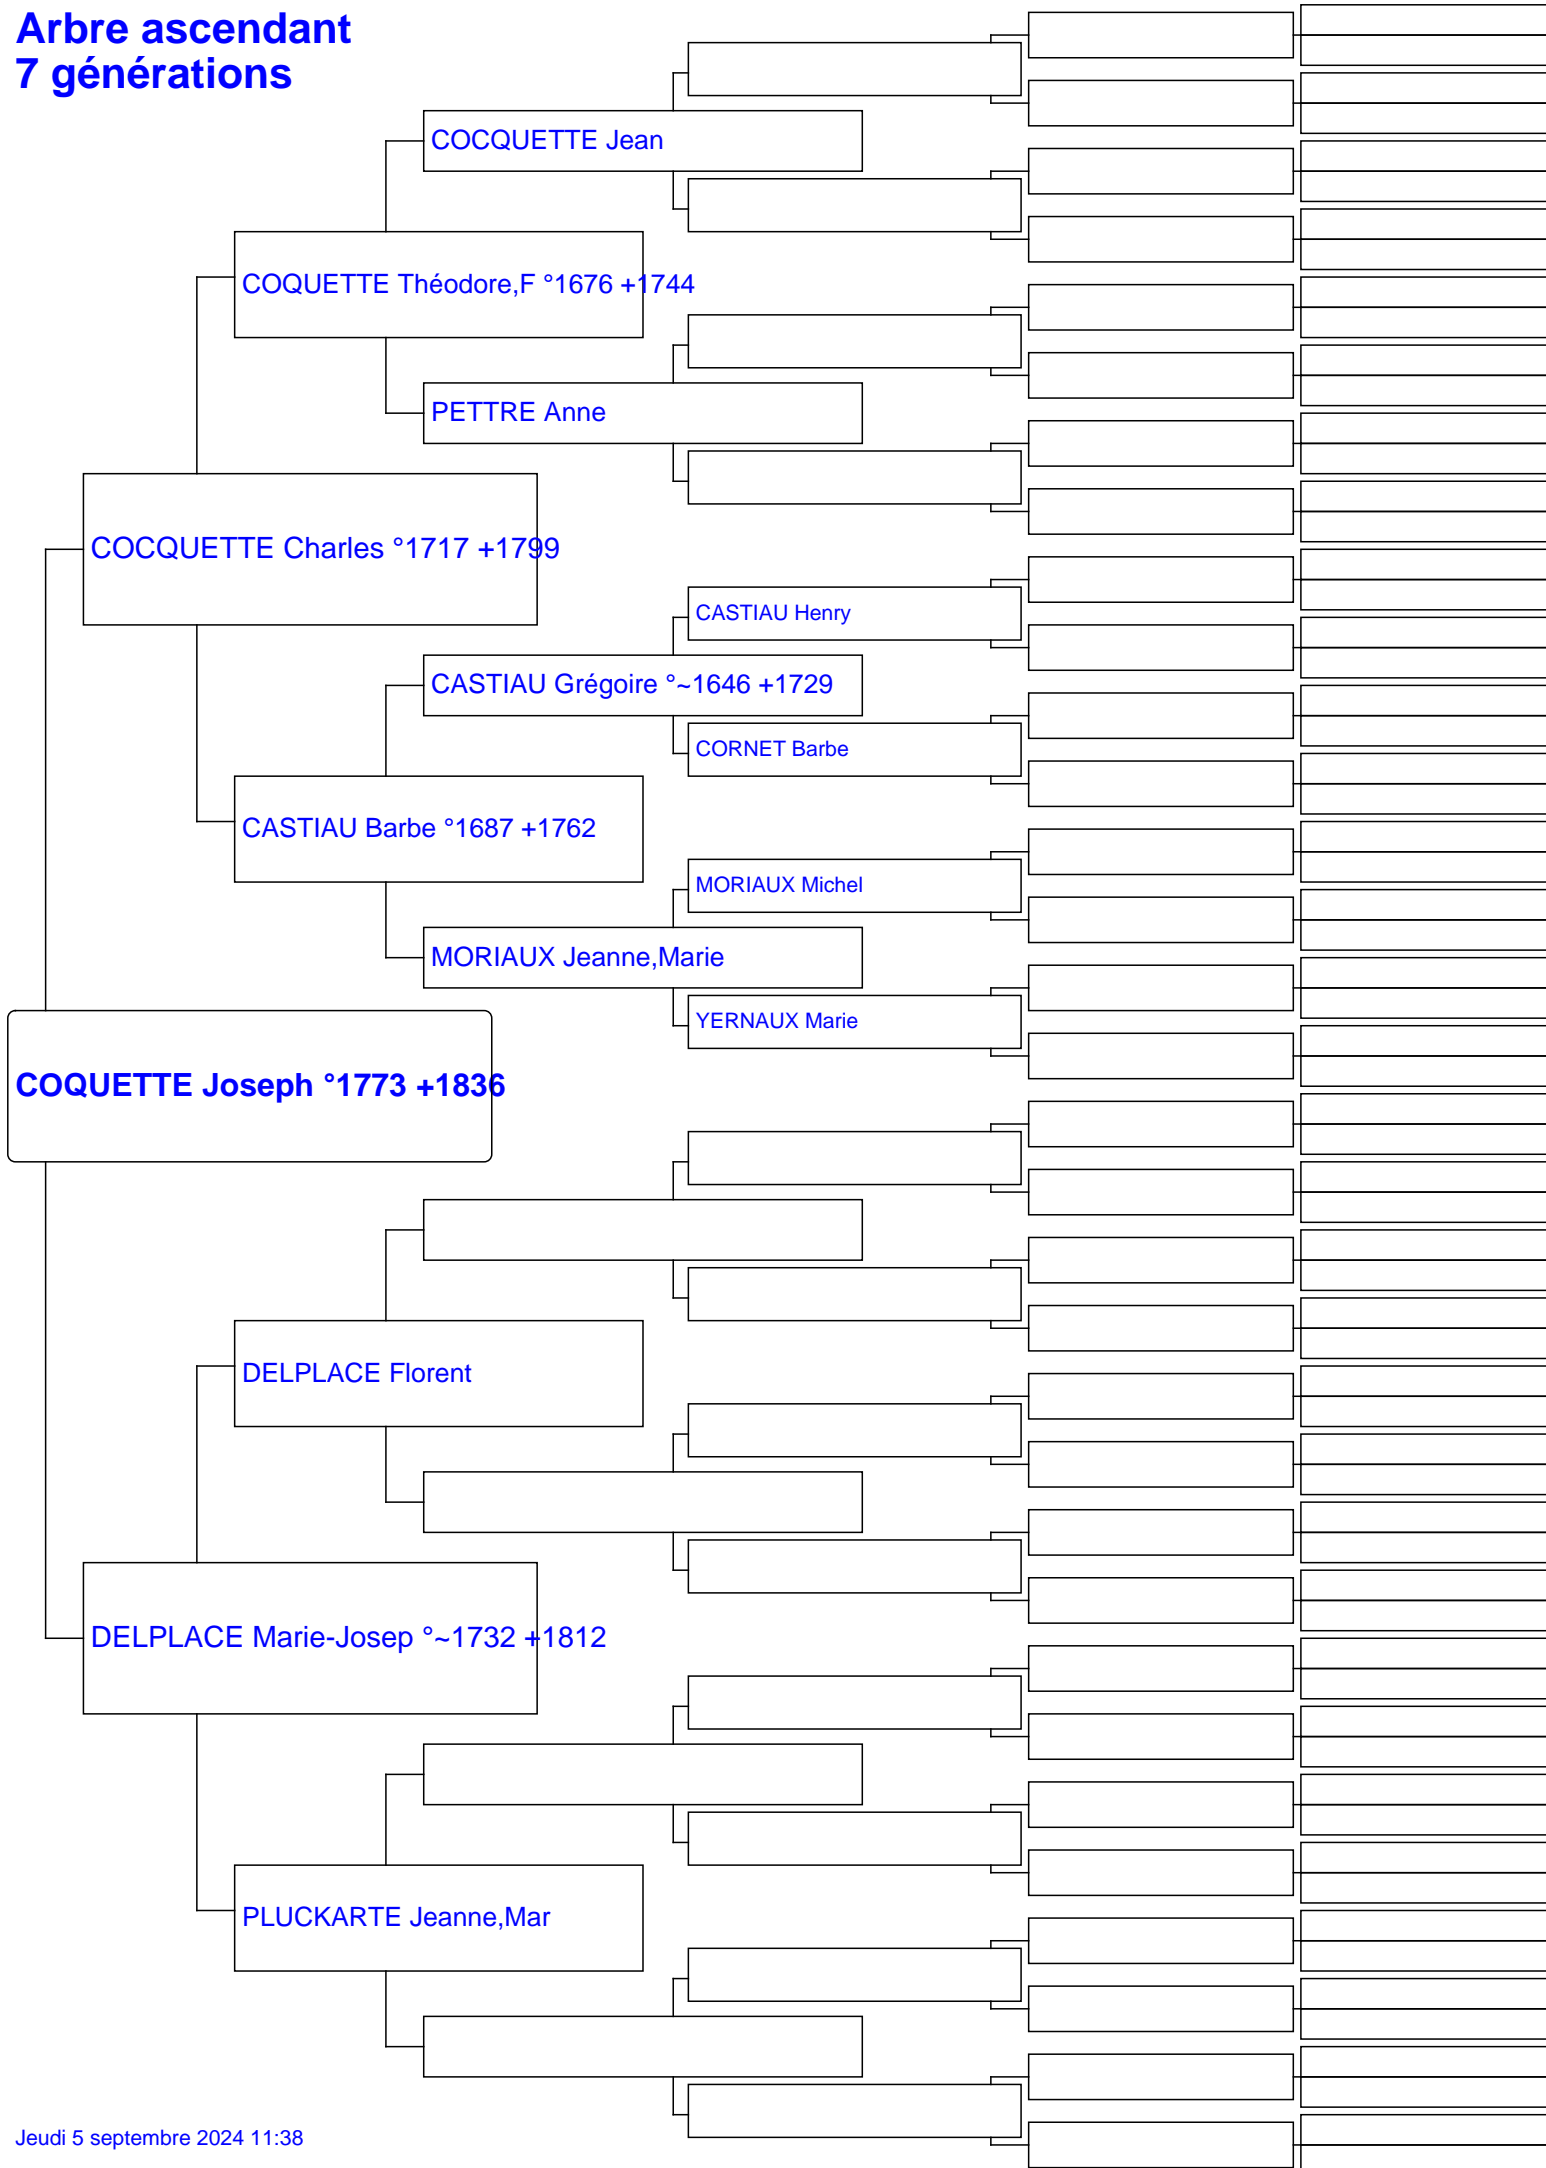 Arbre ascendant
7 générations
COCQUETTE Jean
COQUETTE Théodore,F °1676 +1744
PETTRE Anne
COCQUETTE Charles °1717 +1799
CASTIAU Henry
CASTIAU Grégoire °~1646 +1729
CORNET Barbe
CASTIAU Barbe °1687 +1762
MORIAUX Michel
MORIAUX Jeanne,Marie
YERNAUX Marie
COQUETTE Joseph °1773 +1836
DELPLACE Florent
DELPLACE Marie-Josep °~1732 +1812
PLUCKARTE Jeanne,Mar
Jeudi 5 septembre 2024 11:38